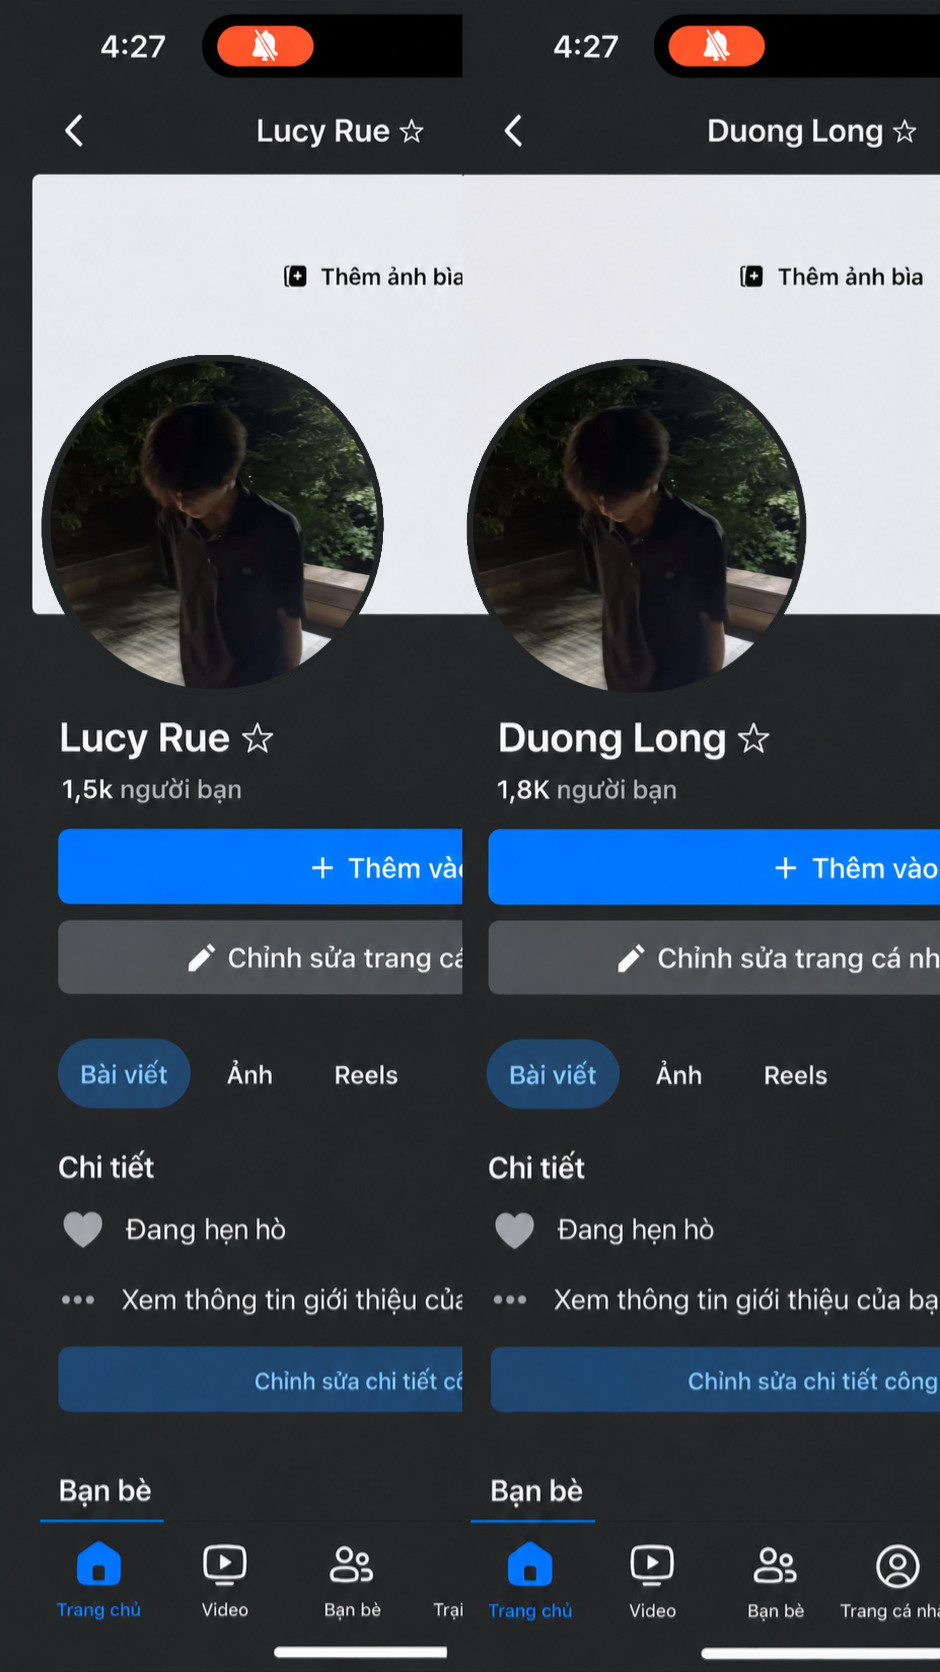 4:27
Lucy Rue ☆
Thêm ảnh bìa
Lucy Rue ☆
1,5k người bạn
+ Thêm và
Chỉnh sửa trang cá
Bài viết Ảnh Reels
Chi tiết
Đang hẹn hò
Xem thông tin giới thiệu củ
Chỉnh sửa chi tiết cô
Bạn bè
Trang chủ Video Bạn bè Trai
4:27
Duong Long ☆
Thêm ảnh bìa
Duong Long ☆
1,8K người bạn
+ Thêm vào
Chỉnh sửa trang cá nh
Bài viết Ảnh Reels
Chi tiết
Đang hẹn hò
Xem thông tin giới thiệu của bạ
Chỉnh sửa chi tiết công
Bạn bè
Trang chủ Video Bạn bè Trang cá nhâ